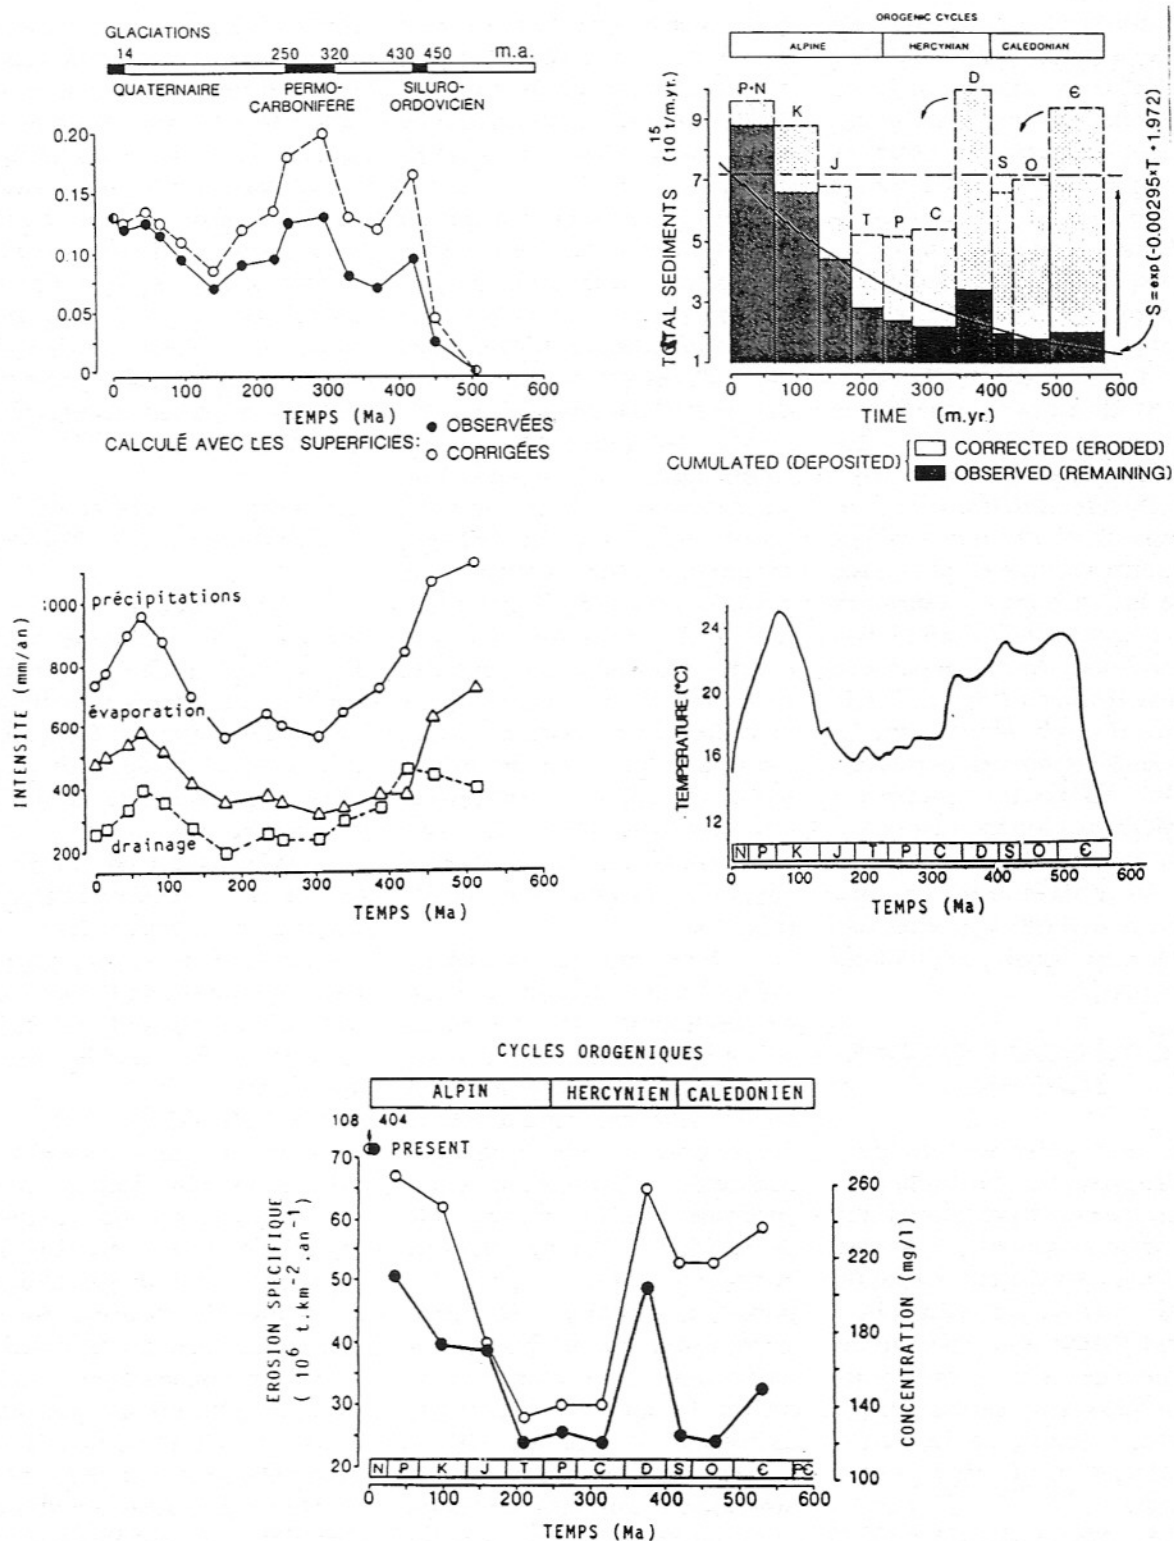 GLACIATIONS
14 250 320 430 450 m.a.
QUATERNAIRE PERMO- SILURO-
CARBONIFERE ORDOVICIEN
0.20
0.15
0.10
0.05
0
0 100 200 300 400 500 600
TEMPS (Ma)
CALCULÉ AVEC LES SUPERFICIES:
● OBSERVÉES
○ CORRIGÉES
OROGENIC CYCLES
ALPINE HERCYNIAN CALEDONIAN
P+N K J T P C D S O Є
TOTAL SEDIMENTS (10 15 t/m.yr.)
9
7
5
3
1
S = exp(-0.00295*T + 1.972)
0 100 200 300 400 500 600
TIME (m.yr.)
CUMULATED (DEPOSITED)
CORRECTED (ERODED)
OBSERVED (REMAINING)
précipitations
évaporation
drainage
INTENSITE (mm/an)
1000
800
600
400
200
0 100 200 300 400 500 600
TEMPS (Ma)
TEMPERATURE (°C)
24
20
16
12
N P K J T P C D S O Є
0 100 200 300 400 500 600
TEMPS (Ma)
CYCLES OROGENIQUES
ALPIN HERCYNIEN CALEDONIEN
108 404
PRESENT
EROSION SPECIFIQUE
( 10⁶ t.km⁻².an⁻¹)
70
60
50
40
30
20
260
220
180
140
100
CONCENTRATION (mg/l)
N P K J T P C D S O Є PЄ
0 100 200 300 400 500 600
TEMPS (Ma)